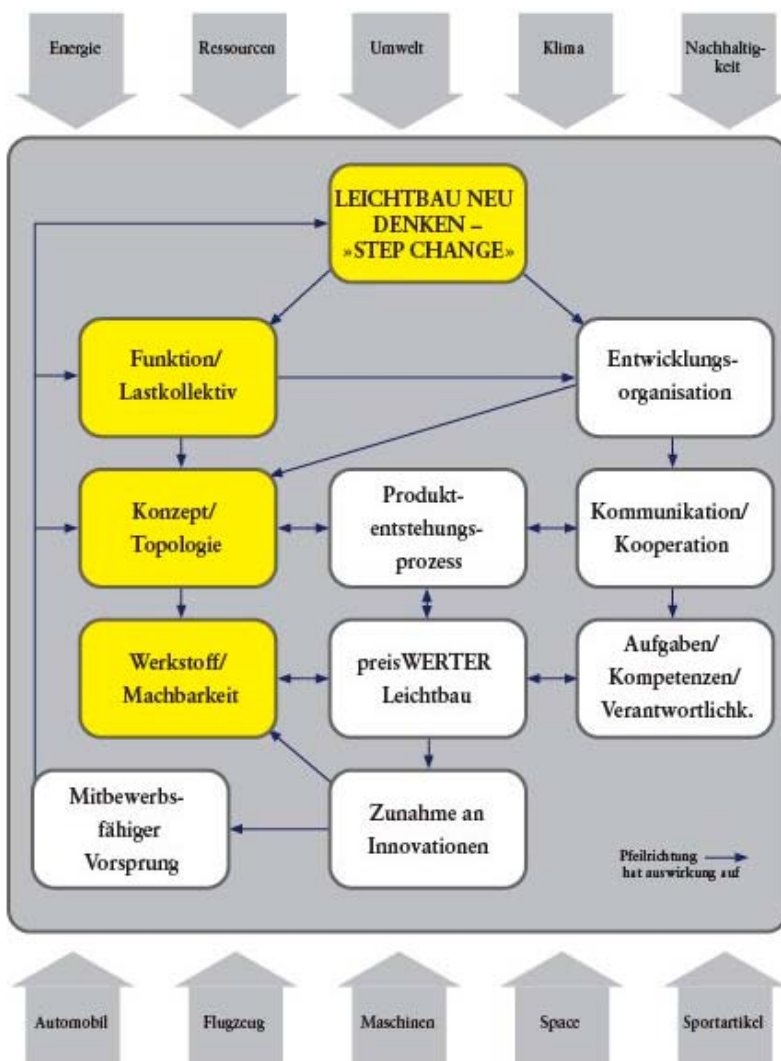 Energie
Ressourcen
Umwelt
Klima
Nachhaltig-
keit
LEICHTBAU NEU
DENKEN –
»STEP CHANGE»
Funktion/
Lastkollektiv
Entwicklungs-
organisation
Konzept/
Topologie
Produkt-
entstehungs-
prozess
Kommunikation/
Kooperation
Werkstoff/
Machbarkeit
preisWERTER
Leichtbau
Aufgaben/
Kompetenzen/
Verantwortlichk.
Mitbewerbs-
fähiger
Vorsprung
Zunahme an
Innovationen
Pfeilrichtung
hat auswirkung auf
Automobil
Flugzeug
Maschinen
Space
Sportartikel